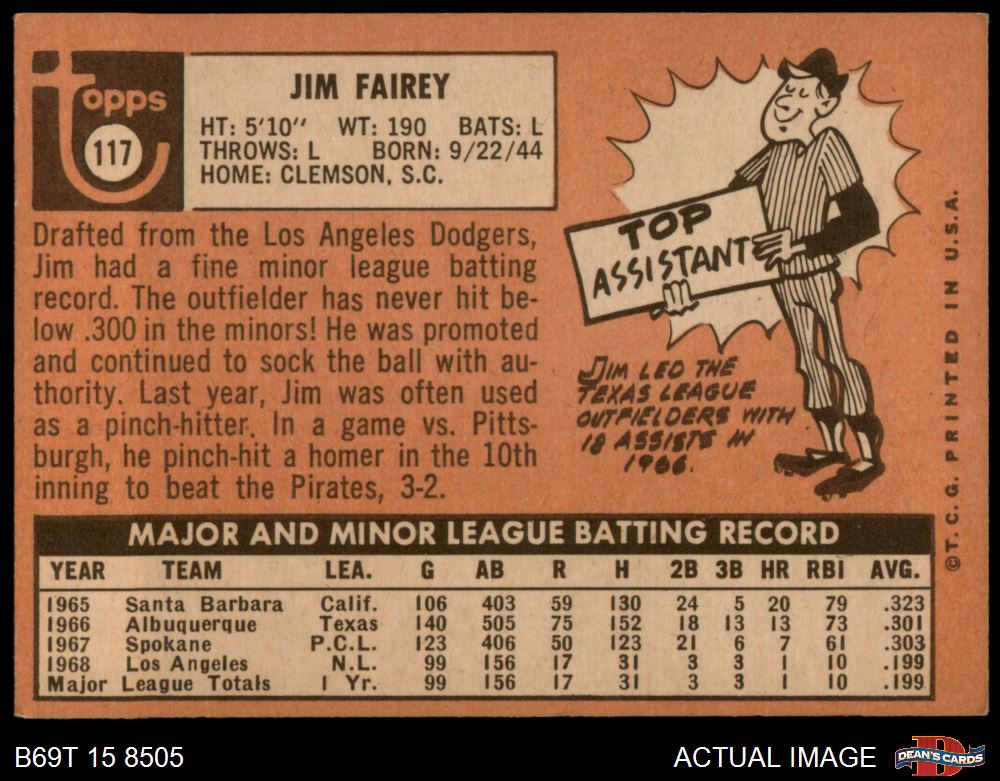 topps
117
JIM FAIREY
HT: 5'10" WT: 190 BATS: L
THROWS: L BORN: 9/22/44
HOME: CLEMSON, S.C.
Drafted from the Los Angeles Dodgers,
Jim had a fine minor league batting
record. The outfielder has never hit be-
low .300 in the minors! He was promoted
and continued to sock the ball with au-
thority. Last year, Jim was often used
as a pinch-hitter. In a game vs. Pitts-
burgh, he pinch-hit a homer in the 10th
inning to beat the Pirates, 3-2.
TOP
ASSISTANT
JIM LED THE
TEXAS LEAGUE
OUTFIELDERS WITH
18 ASSISTS IN
1966.
©T.C.G. PRINTED IN U.S.A.
MAJOR AND MINOR LEAGUE BATTING RECORD
YEAR TEAM LEA. G AB R H 2B 3B HR RBI AVG.
1965 Santa Barbara Calif. 106 403 59 130 24 5 20 79 .323
1966 Albuquerque Texas 140 505 75 152 18 13 13 73 .301
1967 Spokane P.C.L. 123 406 50 123 21 6 7 61 .303
1968 Los Angeles N.L. 99 156 17 31 3 3 1 10 .199
Major League Totals 1 Yr. 99 156 17 31 3 3 1 10 .199
B69T 15 8505
ACTUAL IMAGE
D
DEAN'S CARDS